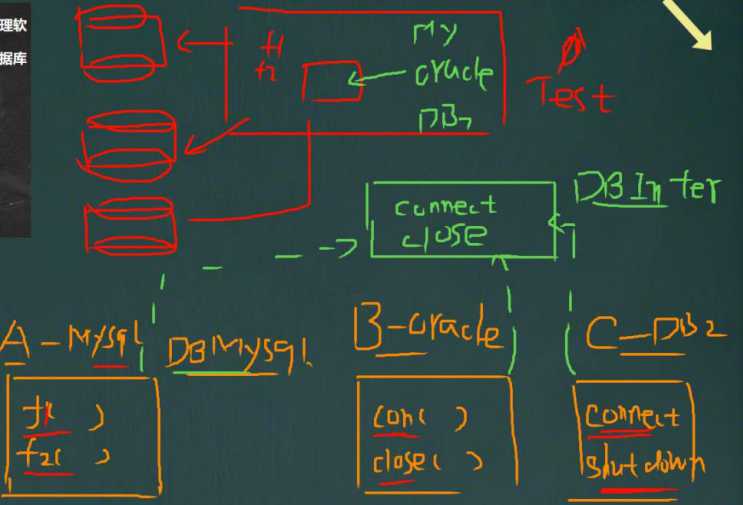 理软
据库
f1
f2
My
oracle
DB2
Test
DBInter
connect
close
A-Mysql
DBMysql
B-oracle
C-DB2
f1( )
f2( )
con( )
close( )
connect
shutdown